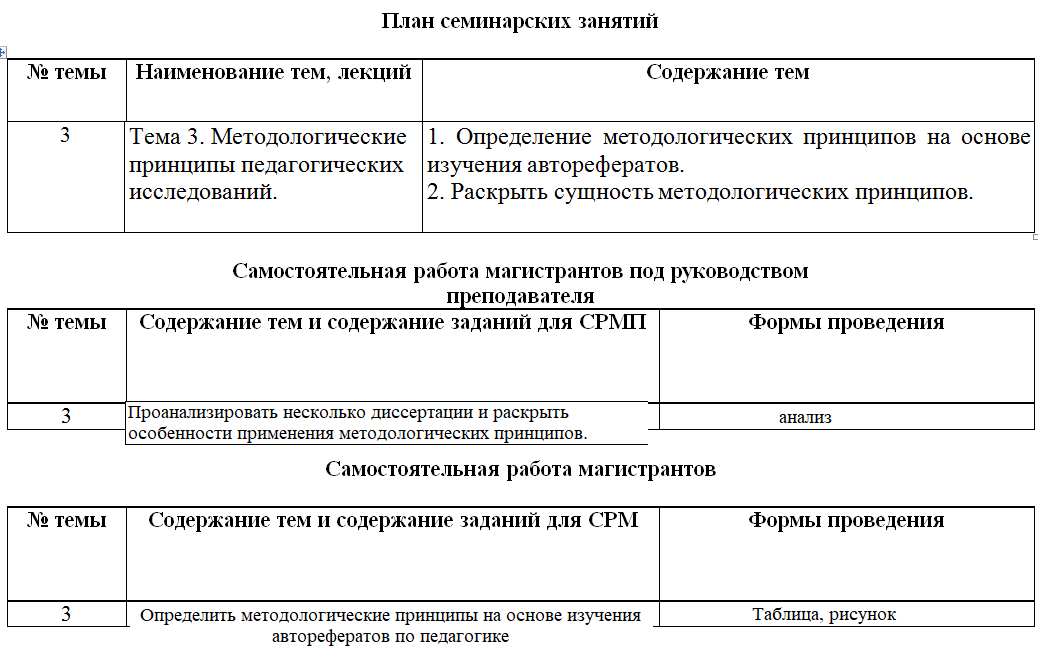 План семинарских занятий
№ темы Наименование тем, лекций Содержание тем
3 Тема 3. Методологические принципы педагогических исследований.
1. Определение методологических принципов на основе
изучения авторефератов.
2. Раскрыть сущность методологических принципов.
Самостоятельная работа магистрантов под руководством
преподавателя
№ темы Содержание тем и содержание заданий для СРМП Формы проведения
3 Проанализировать несколько диссертации и раскрыть
особенности применения методологических принципов.
анализ
Самостоятельная работа магистрантов
№ темы Содержание тем и содержание заданий для СРМ Формы проведения
3 Определить методологические принципы на основе изучения
авторефератов по педагогике
Таблица, рисунок